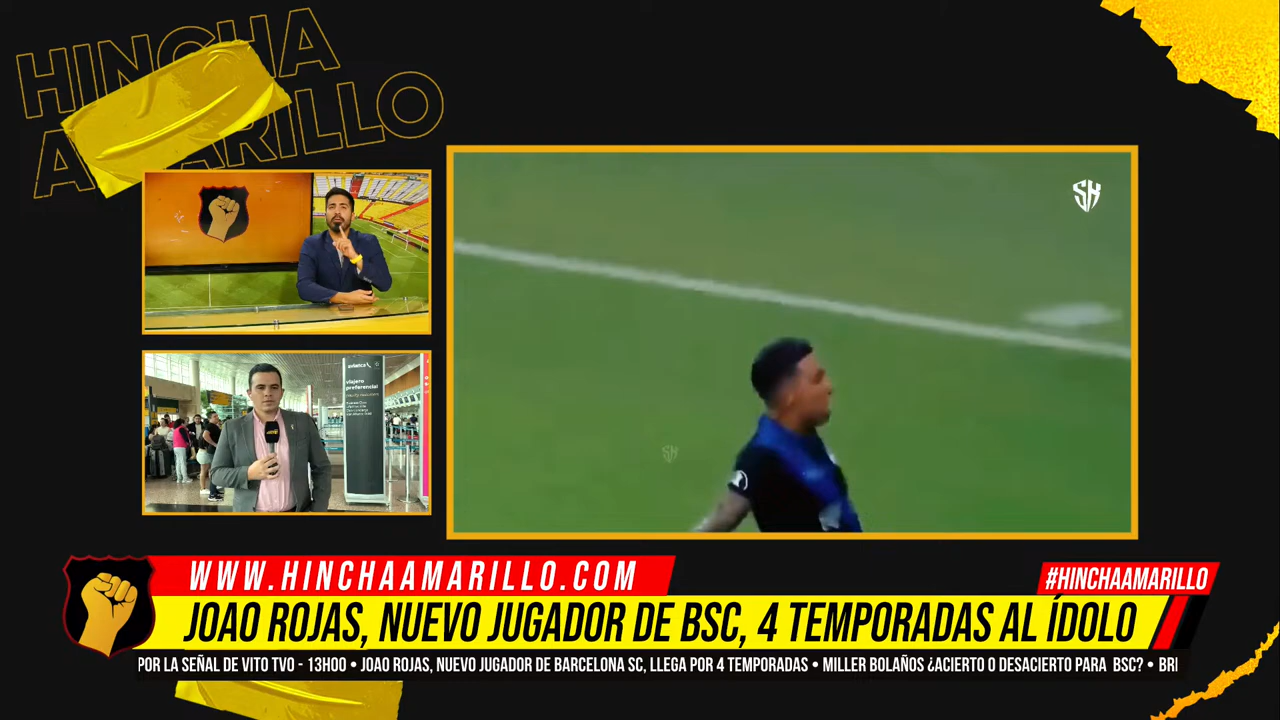 HINCHA
AMARILLO
SK
viajero
preferencial
SK
WWW.HINCHAAMARILLO.COM
#HINCHAAMARILLO
JOAO ROJAS, NUEVO JUGADOR DE BSC, 4 TEMPORADAS AL ÍDOLO
POR LA SEÑAL DE VITO TVO - 13H00 • JOAO ROJAS, NUEVO JUGADOR DE BARCELONA SC, LLEGA POR 4 TEMPORADAS • MILLER BOLAÑOS ¿ACIERTO O DESACIERTO PARA BSC? • BRI